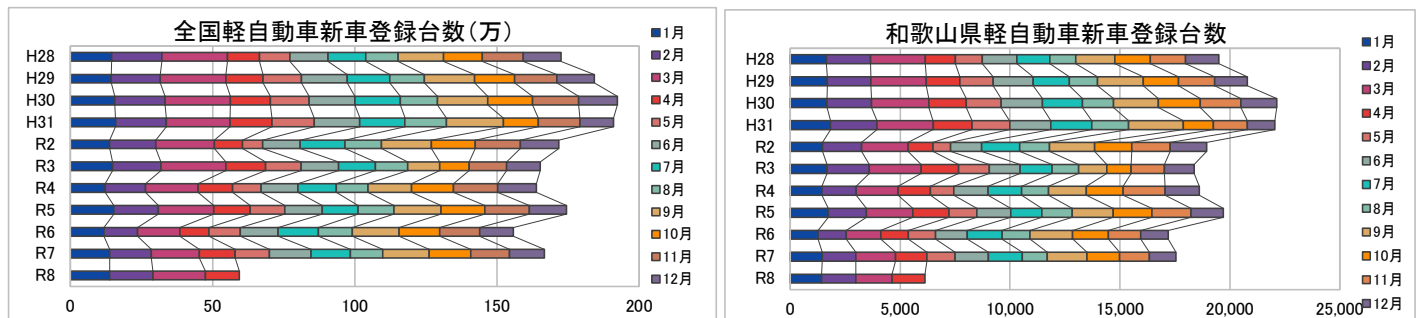 全国軽自動車新車登録台数(万)
H28
H29
H30
H31
R2
R3
R4
R5
R6
R7
R8
0
50
100
150
200
1月
2月
3月
4月
5月
6月
7月
8月
9月
10月
11月
12月
和歌山県軽自動車新車登録台数
H28
H29
H30
H31
R2
R3
R4
R5
R6
R7
R8
0
5,000
10,000
15,000
20,000
25,000
1月
2月
3月
4月
5月
6月
7月
8月
9月
10月
11月
12月